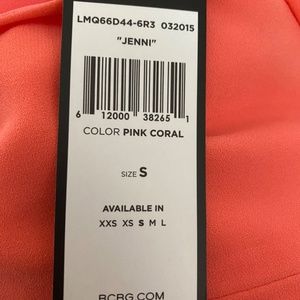 LMQ66D44-6R3 032015
"JENNI"
6 12000 38265 1
COLOR PINK CORAL
SIZE S
AVAILABLE IN
XXS XS S M L
BCBG.COM